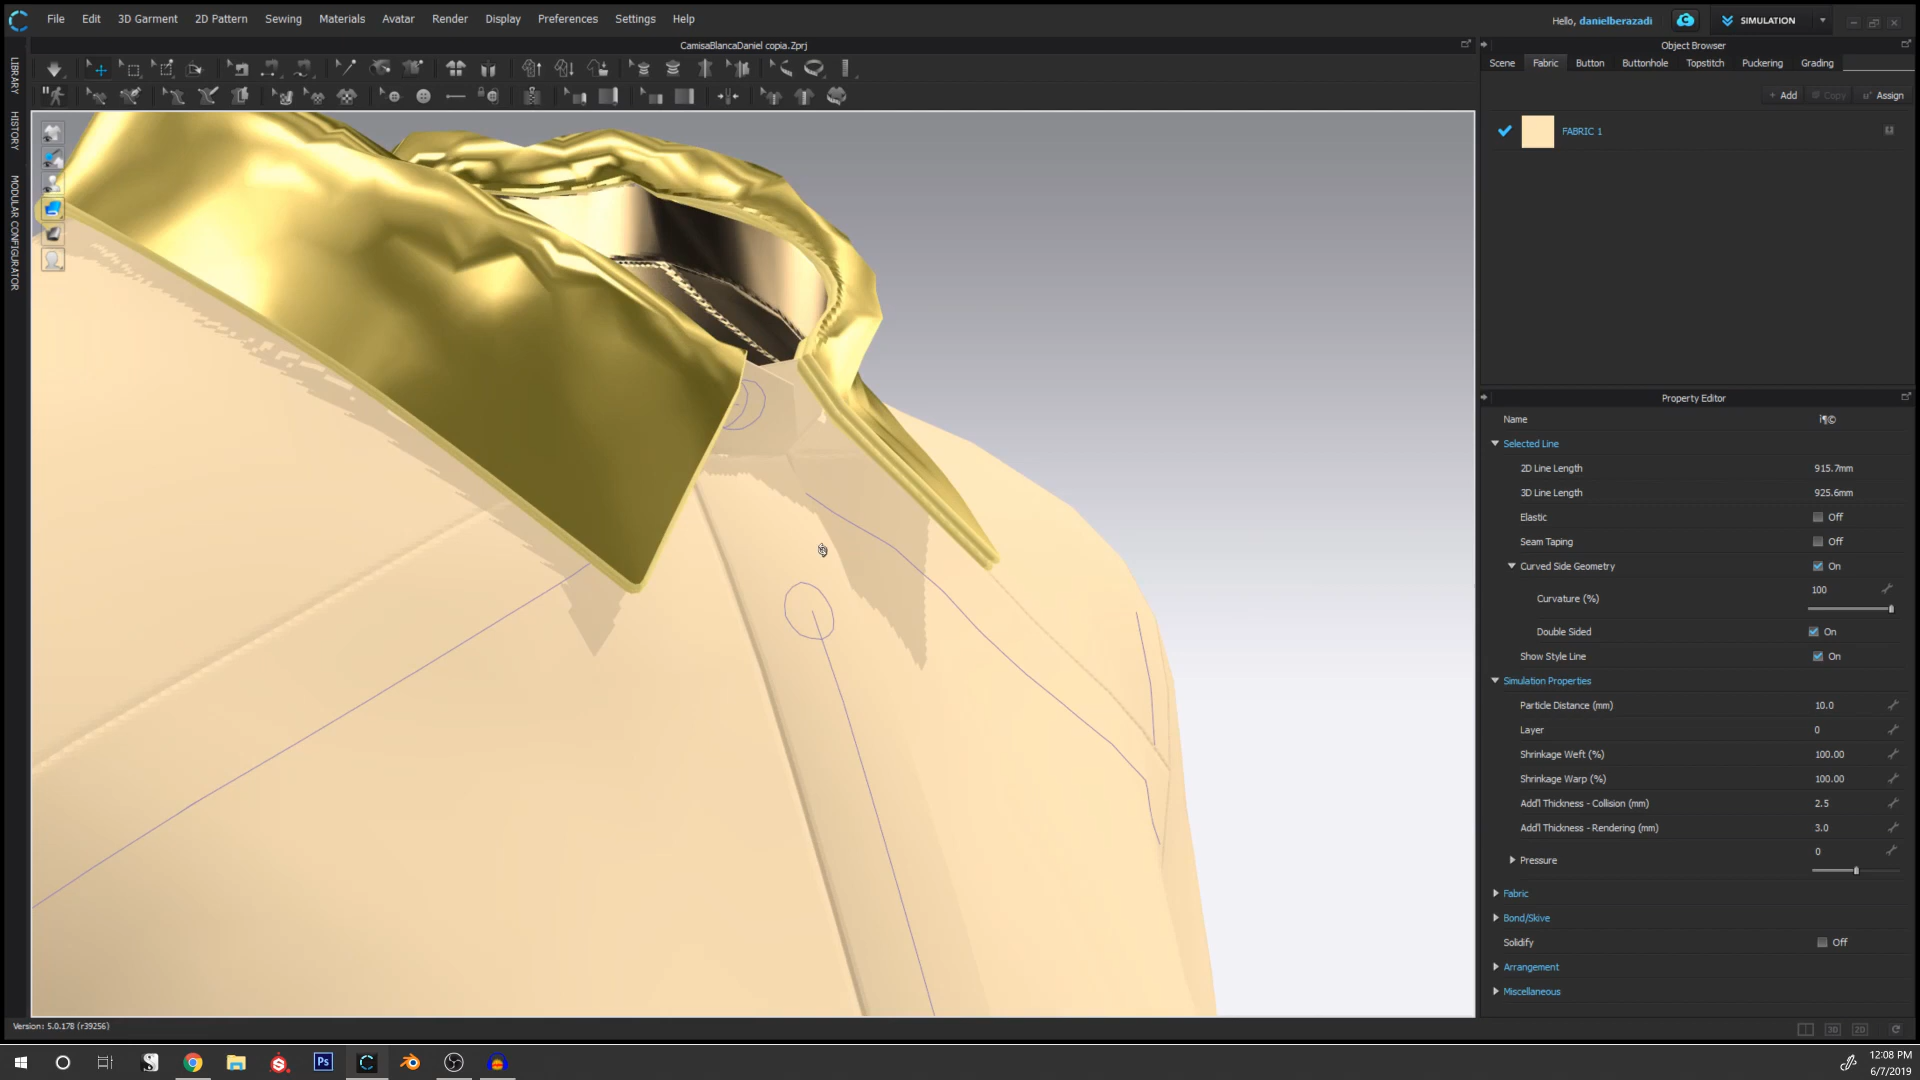 File Edit 3D Garment 2D Pattern Sewing Materials Avatar Render Display Preferences Settings Help
Hello, danielberazadi
SIMULATION
CamisaBlancaDaniel copia.Zprj
Object Browser
Scene Fabric Button Buttonhole Topstitch Puckering Grading
+ Add Copy Assign
FABRIC 1
LIBRARY
HISTORY
MODULAR CONFIGURATOR
Property Editor
Name
Selected Line
2D Line Length 915.7mm
3D Line Length 925.6mm
Elastic Off
Seam Taping Off
Curved Side Geometry On
Curvature (%) 100
Double Sided On
Show Style Line On
Simulation Properties
Particle Distance (mm) 10.0
Layer 0
Shrinkage Weft (%) 100.00
Shrinkage Warp (%) 100.00
Add'l Thickness - Collision (mm) 2.5
Add'l Thickness - Rendering (mm) 3.0
Pressure 0
Fabric
Bond/Skive
Solidify Off
Arrangement
Miscellaneous
Version: 5.0.178 (r39256)
3D 2D
Ps
12:08 PM
6/7/2019